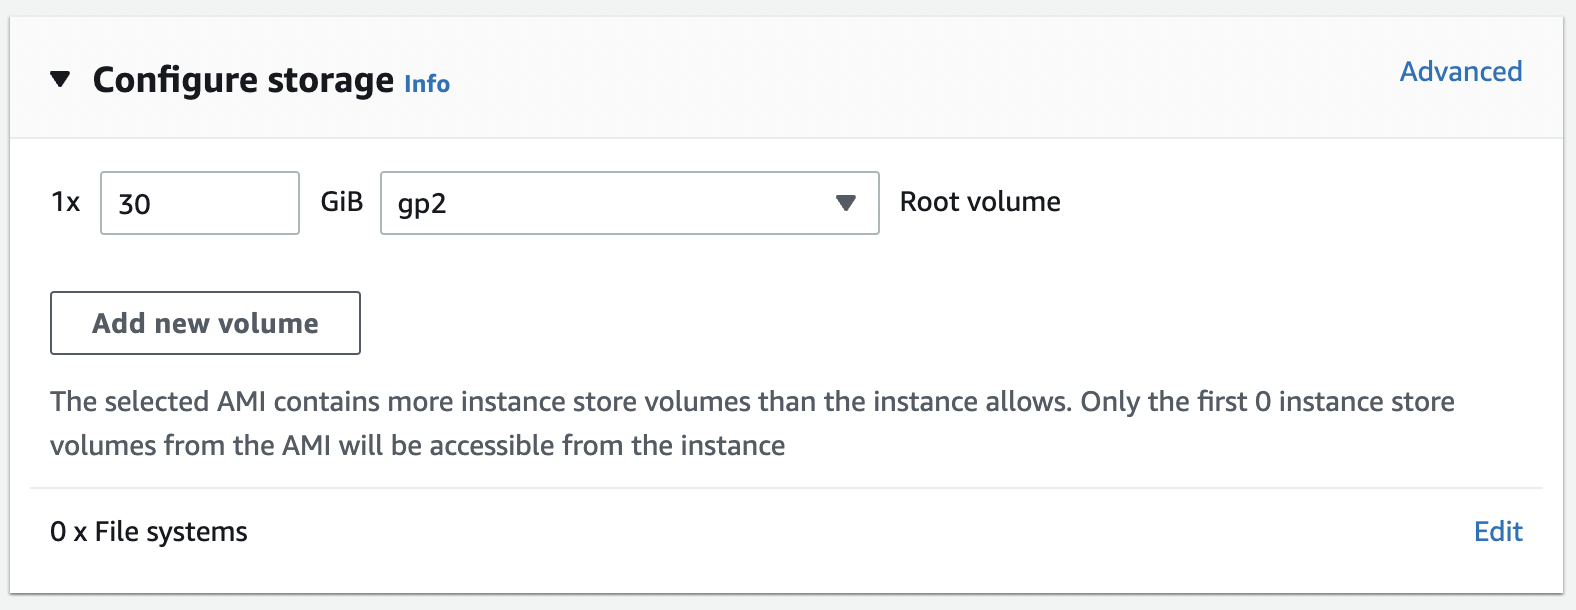 Configure storage Info
Advanced
1x 30 GiB gp2 Root volume
Add new volume
The selected AMI contains more instance store volumes than the instance allows. Only the first 0 instance store
volumes from the AMI will be accessible from the instance
0 x File systems
Edit